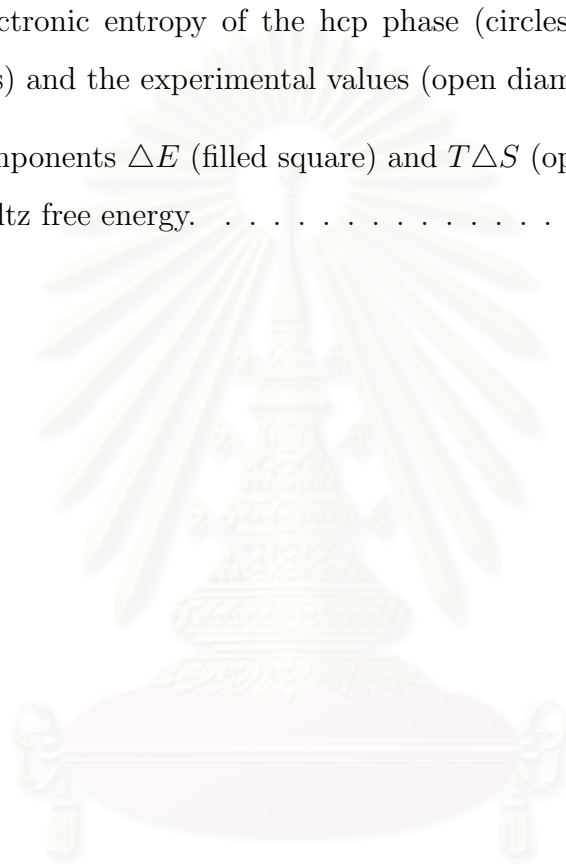 ctronic entropy of the hcp phase (circles
s) and the experimental values (open diam
nponents △E (filled square) and T△S (op
ltz free energy. . . . . . . . . . . . . . .